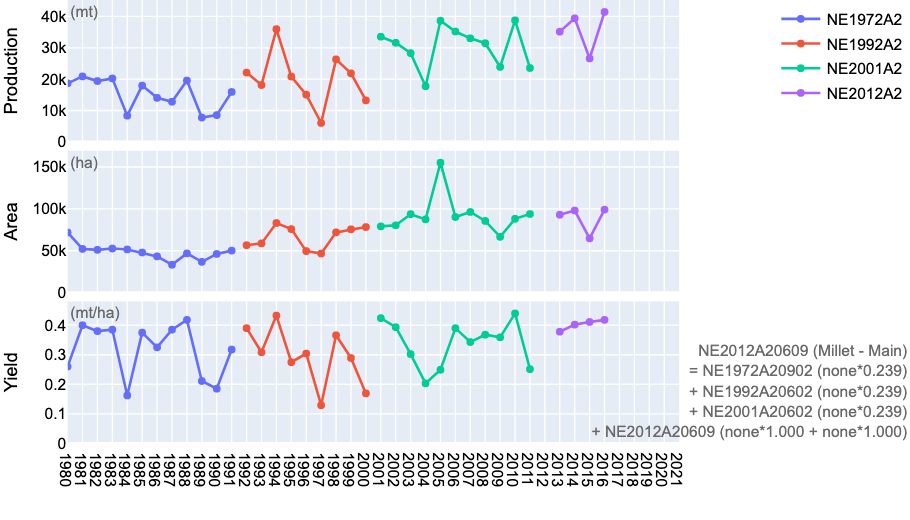 40k
(mt)
30k
20k
10k
0
Production
150k
(ha)
100k
50k
0
Area
(mt/ha)
0.4
0.3
0.2
0.1
0
Yield
1980
1981
1982
1983
1984
1985
1986
1987
1988
1989
1990
1991
1992
1993
1994
1995
1996
1997
1998
1999
2000
2001
2002
2003
2004
2005
2006
2007
2008
2009
2010
2011
2012
2013
2014
2015
2016
2017
2018
2019
2020
2021
NE1972A2
NE1992A2
NE2001A2
NE2012A2
NE2012A20609 (Millet - Main)
= NE1972A20902 (none*0.239)
+ NE1992A20602 (none*0.239)
+ NE2001A20602 (none*0.239)
+ NE2012A20609 (none*1.000 + none*1.000)